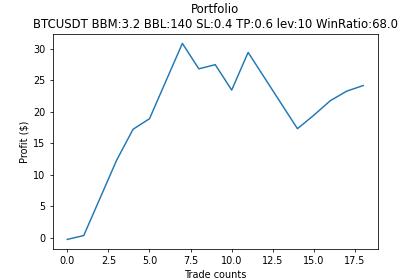 Portfolio
BTCUSDT BBM:3.2 BBL:140 SL:0.4 TP:0.6 lev:10 WinRatio:68.0
30
25
20
15
10
5
0
Profit ($)
0.0 2.5 5.0 7.5 10.0 12.5 15.0 17.5
Trade counts